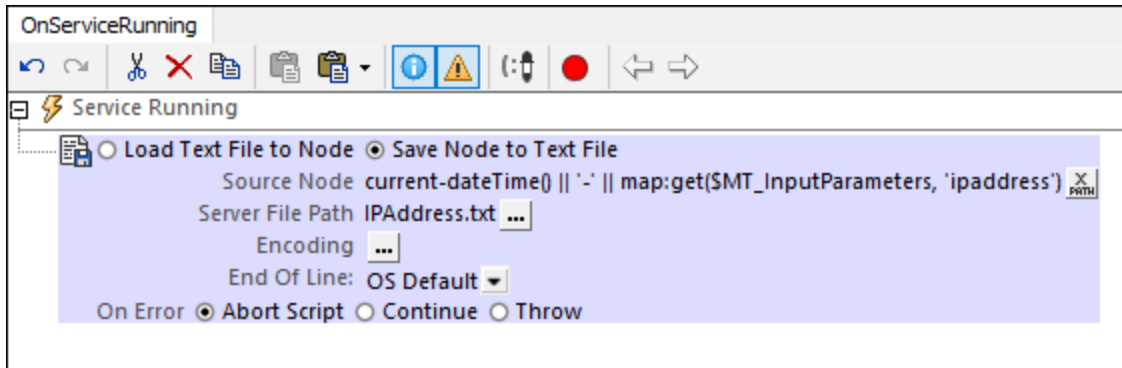 OnServiceRunning
Service Running
Load Text File to Node Save Node to Text File
Source Node current-dateTime() || '-' || map:get($MT_InputParameters, 'ipaddress') X PATH
Server File Path IPAddress.txt ...
Encoding ...
End Of Line: OS Default
On Error Abort Script Continue Throw